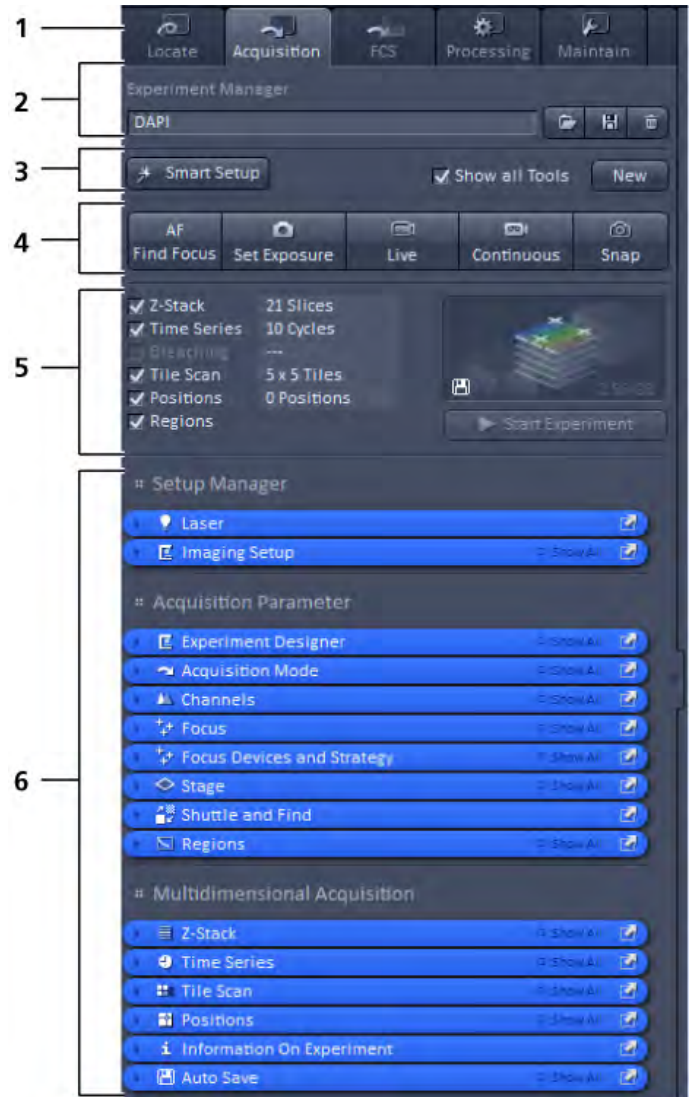 1
Locate Acquisition FCS Processing Maintain
2
Experiment Manager
DAPI
3
Smart Setup Show all Tools New
4
AF
Find Focus Set Exposure Live Continuous Snap
5
Z-Stack 21 Slices
Time Series 10 Cycles
Bleaching ---
Tile Scan 5 x 5 Tiles
Positions 0 Positions
Regions
Start Experiment
6
Setup Manager
Laser
Imaging Setup Show All
Acquisition Parameter
Experiment Designer Show All
Acquisition Mode Show All
Channels Show All
Focus Show All
Focus Devices and Strategy Show All
Stage Show All
Shuttle and Find
Regions Show All
Multidimensional Acquisition
Z-Stack Show All
Time Series Show All
Tile Scan Show All
Positions Show All
Information On Experiment
Auto Save Show All